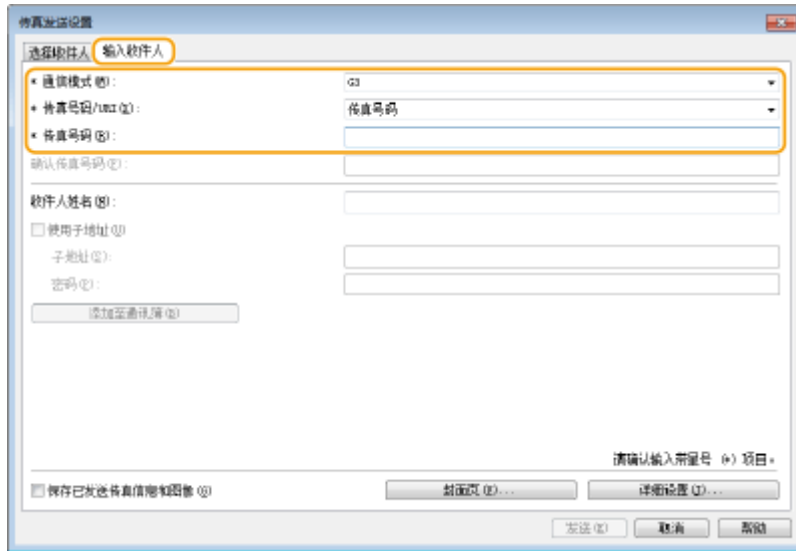 传真发送设置
选择收件人 输入收件人
* 通信模式(M): G3
* 传真号码/URI(X): 传真号码
* 传真号码(B):
确认传真号码(F):
收件人姓名(N):
使用子地址(U)
子地址(S):
密码(P):
添加至通讯簿(D)
请确认输入带星号 (*) 项目。
保存已发送传真信息和图像(G)
封面页(E)... 详细设置(J)...
发送(K) 取消 帮助